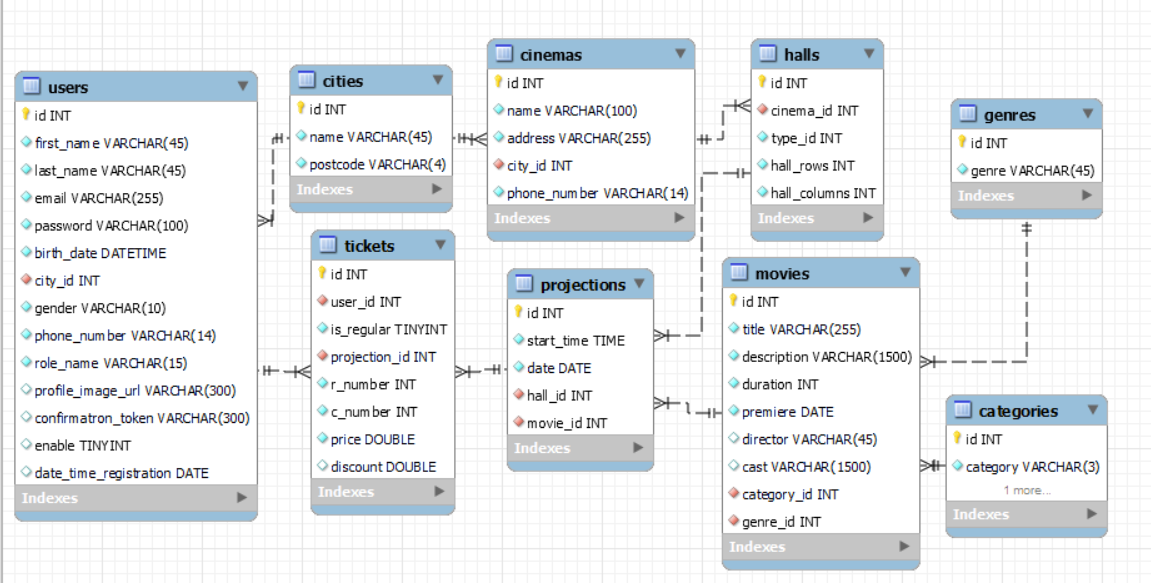 users
id INT
first_name VARCHAR(45)
last_name VARCHAR(45)
email VARCHAR(255)
password VARCHAR(100)
birth_date DATETIME
city_id INT
gender VARCHAR(10)
phone_number VARCHAR(14)
role_name VARCHAR(15)
profile_image_url VARCHAR(300)
confirmatron_token VARCHAR(300)
enable TINYINT
date_time_registration DATE
Indexes
cities
id INT
name VARCHAR(45)
postcode VARCHAR(4)
Indexes
tickets
id INT
user_id INT
is_regular TINYINT
projection_id INT
r_number INT
c_number INT
price DOUBLE
discount DOUBLE
Indexes
cinemas
id INT
name VARCHAR(100)
address VARCHAR(255)
city_id INT
phone_number VARCHAR(14)
Indexes
projections
id INT
start_time TIME
date DATE
hall_id INT
movie_id INT
Indexes
halls
id INT
cinema_id INT
type_id INT
hall_rows INT
hall_columns INT
Indexes
movies
id INT
title VARCHAR(255)
description VARCHAR(1500)
duration INT
premiere DATE
director VARCHAR(45)
cast VARCHAR(1500)
category_id INT
genre_id INT
Indexes
genres
id INT
genre VARCHAR(45)
Indexes
categories
id INT
category VARCHAR(3)
1 more...
Indexes